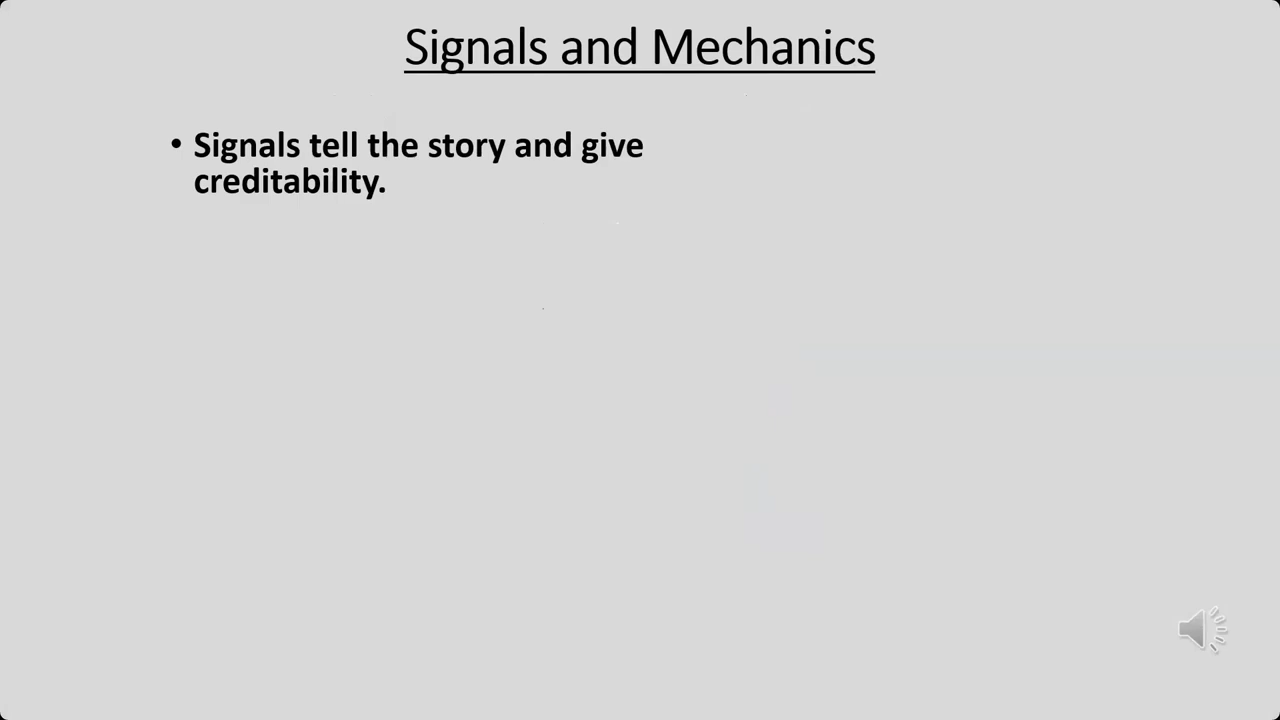 Signals and Mechanics
• Signals tell the story and give
creditability.